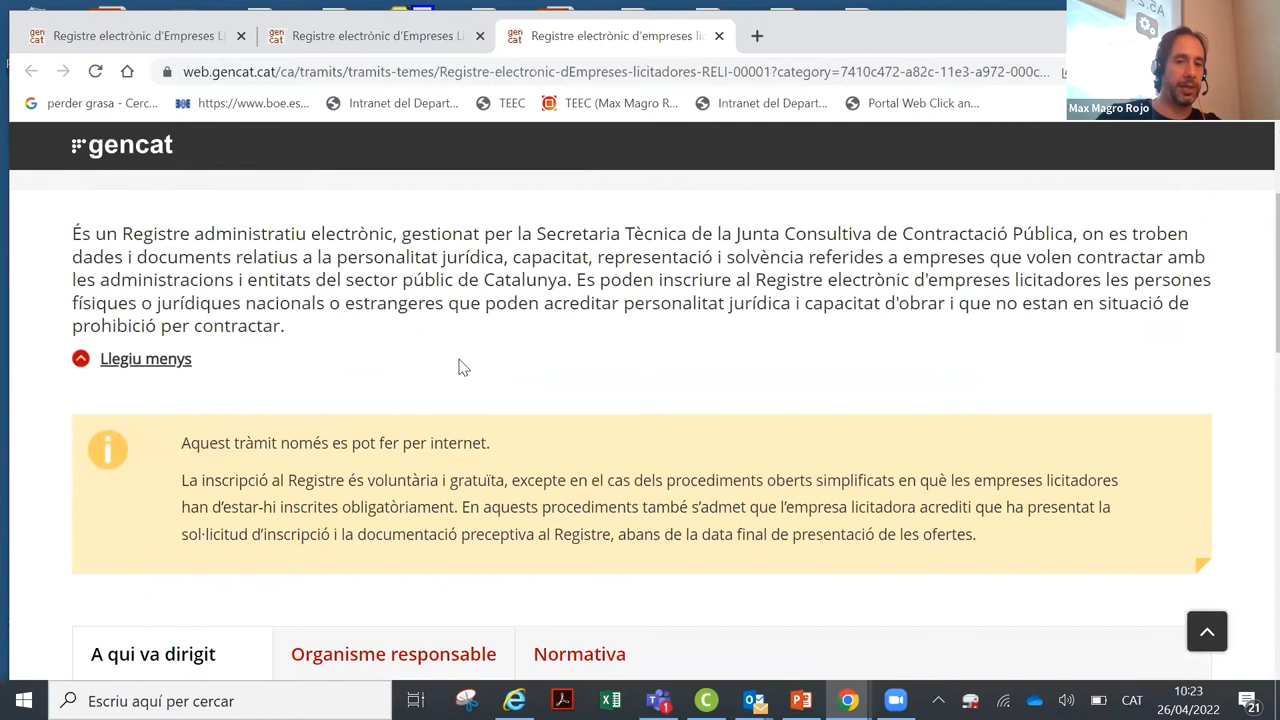 Registre electrònic d'Empreses Li
Registre electrònic d'Empreses Li
Registre electrònic d'empreses lic
web.gencat.cat/ca/tramits/tramits-temes/Registre-electronic-dEmpreses-licitadores-RELI-00001?category=7410c472-a82c-11e3-a972-000c...
perder grasa - Cerc...
https://www.boe.es...
Intranet del Depart...
TEEC
TEEC (Max Magro R...
Intranet del Depart...
Portal Web Click an...
Max Magro Rojo
gencat
És un Registre administratiu electrònic, gestionat per la Secretaria Tècnica de la Junta Consultiva de Contractació Pública, on es troben
dades i documents relatius a la personalitat jurídica, capacitat, representació i solvència referides a empreses que volen contractar amb
les administracions i entitats del sector públic de Catalunya. Es poden inscriure al Registre electrònic d'empreses licitadores les persones
físiques o jurídiques nacionals o estrangeres que poden acreditar personalitat jurídica i capacitat d'obrar i que no estan en situació de
prohibició per contractar.
Llegiu menys
Aquest tràmit només es pot fer per internet.
La inscripció al Registre és voluntària i gratuïta, excepte en el cas dels procediments oberts simplificats en què les empreses licitadores
han d'estar-hi inscrites obligatòriament. En aquests procediments també s'admet que l'empresa licitadora acrediti que ha presentat la
sol·licitud d'inscripció i la documentació preceptiva al Registre, abans de la data final de presentació de les ofertes.
A qui va dirigit
Organisme responsable
Normativa
Escriu aquí per cercar
CAT
10:23
26/04/2022
21